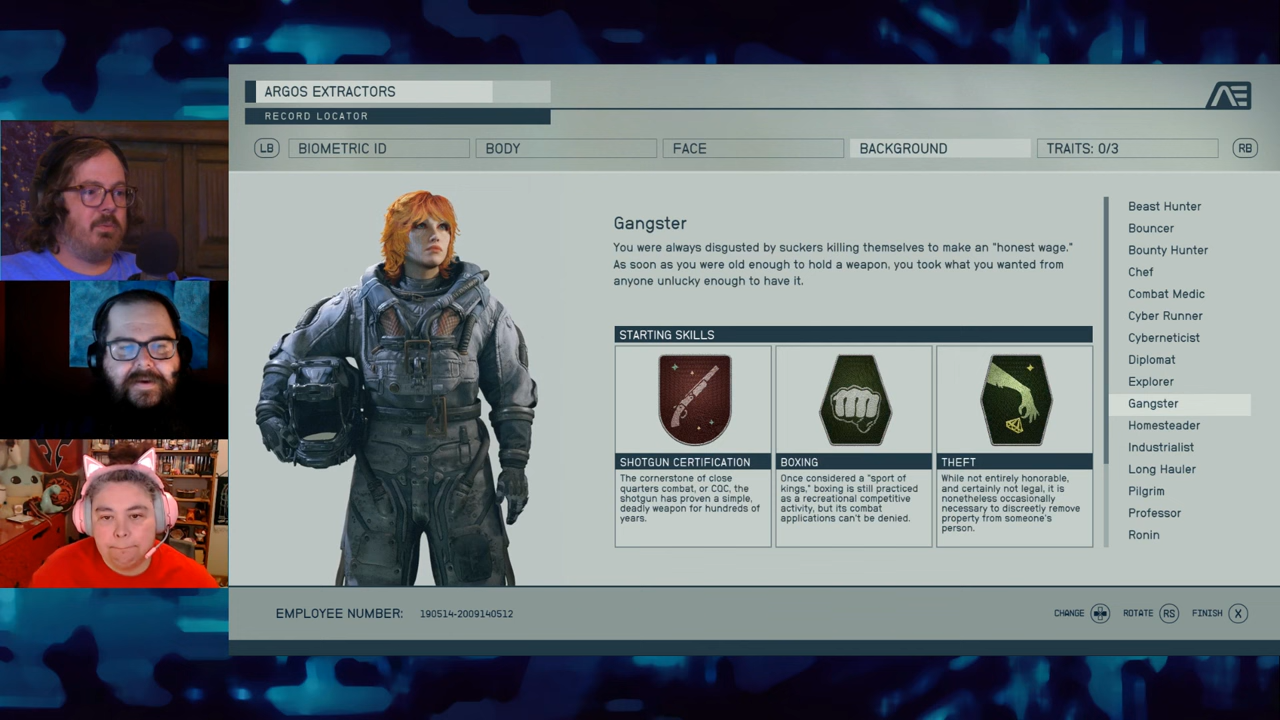 ARGOS EXTRACTORS
RECORD LOCATOR
AE
LB
BIOMETRIC ID
BODY
FACE
BACKGROUND
TRAITS: 0/3
RB
Gangster
You were always disgusted by suckers killing themselves to make an "honest wage."
As soon as you were old enough to hold a weapon, you took what you wanted from
anyone unlucky enough to have it.
STARTING SKILLS
SHOTGUN CERTIFICATION
The cornerstone of close
quarters combat, or CQC, the
shotgun has proven a simple,
deadly weapon for hundreds of
years.
BOXING
Once considered a "sport of
kings," boxing is still practiced
as a recreational competitive
activity, but its combat
applications can't be denied.
THEFT
While not entirely honorable,
and certainly not legal, it is
nonetheless occasionally
necessary to discreetly remove
property from someone's
person.
Beast Hunter
Bouncer
Bounty Hunter
Chef
Combat Medic
Cyber Runner
Cyberneticist
Diplomat
Explorer
Gangster
Homesteader
Industrialist
Long Hauler
Pilgrim
Professor
Ronin
EMPLOYEE NUMBER: 190514-2009140512
CHANGE
ROTATE RS
FINISH X